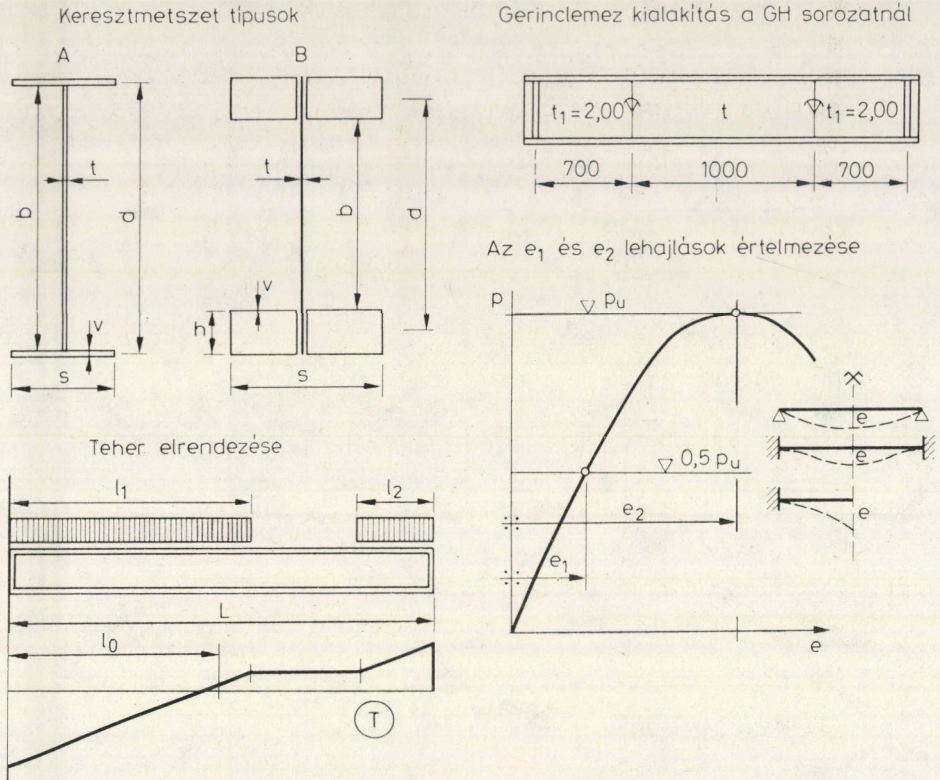 Keresztmetszet típusok
A
B
t
b
d
v
s
t
b
d
v
h
s
Gerinclemez kialakítás a GH sorozatnál
t1=2,00
t
t1=2,00
700
1000
700
Az e1 és e2 lehajlások értelmezése
p
pu
0,5 pu
e2
e1
e
e
e
e
Teher elrendezése
l1
l2
L
l0
T